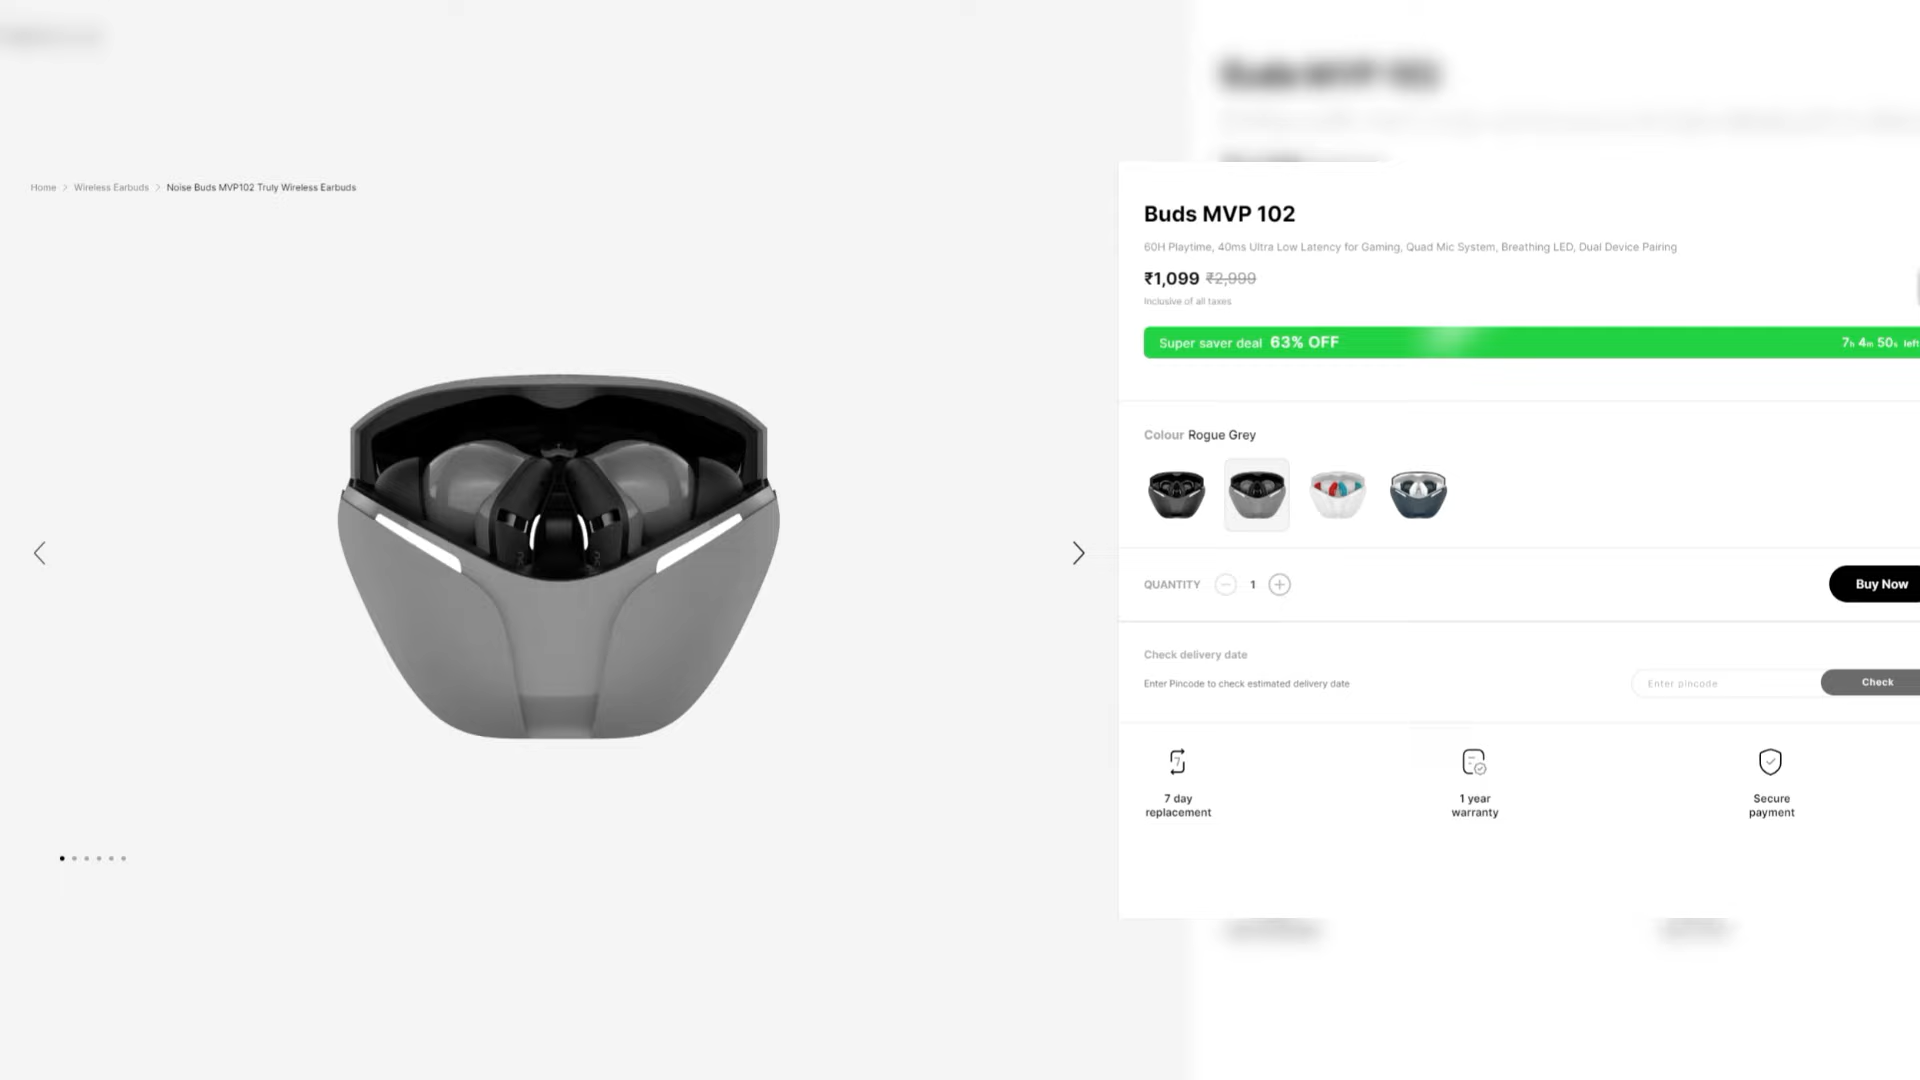 Home > Wireless Earbuds > Noise Buds MVP102 Truly Wireless Earbuds
Buds MVP 102
60H Playtime, 40ms Ultra Low Latency for Gaming, Quad Mic System, Breathing LED, Dual Device Pairing
₹1,099 ₹2,999
Inclusive of all taxes
Super saver deal 63% OFF
7h 4m 50s left
Colour Rogue Grey
QUANTITY 1
Buy Now
Check delivery date
Enter Pincode to check estimated delivery date
Enter pincode
Check
7 day
replacement
1 year
warranty
Secure
payment